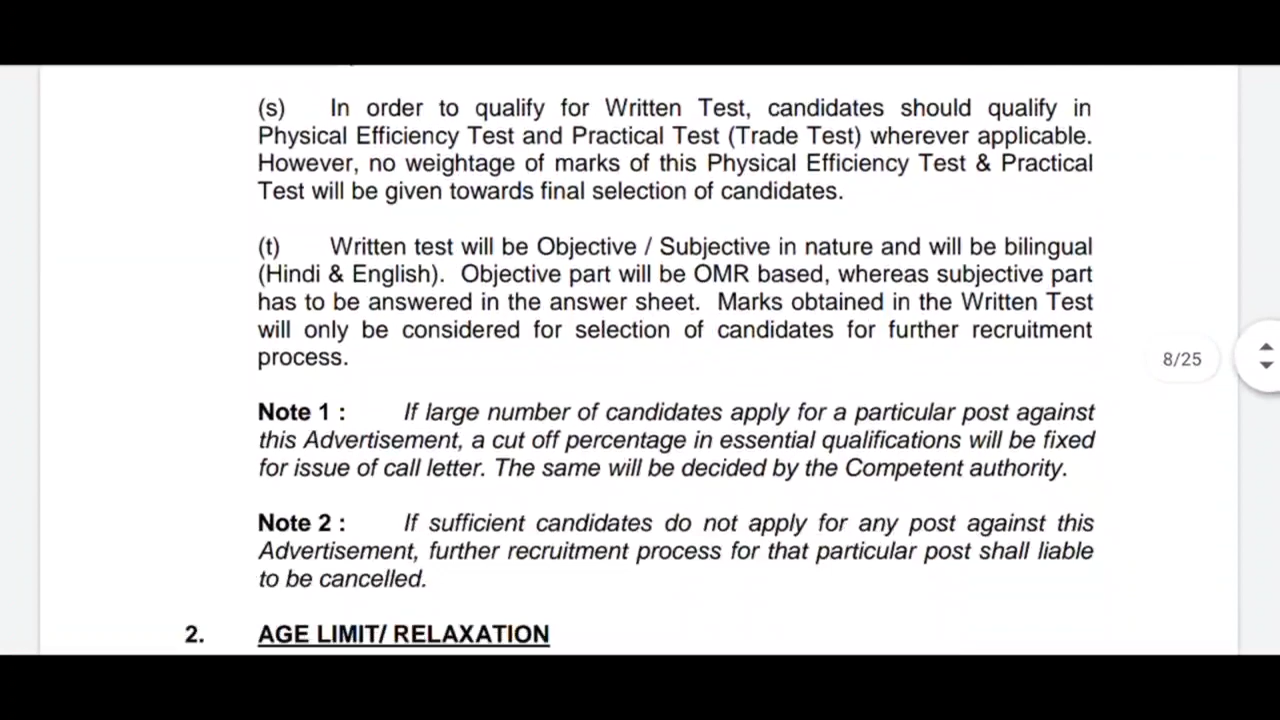 (s) In order to qualify for Written Test, candidates should qualify in
Physical Efficiency Test and Practical Test (Trade Test) wherever applicable.
However, no weightage of marks of this Physical Efficiency Test & Practical
Test will be given towards final selection of candidates.
(t) Written test will be Objective / Subjective in nature and will be bilingual
(Hindi & English). Objective part will be OMR based, whereas subjective part
has to be answered in the answer sheet. Marks obtained in the Written Test
will only be considered for selection of candidates for further recruitment
process.
8/25
Note 1 : If large number of candidates apply for a particular post against
this Advertisement, a cut off percentage in essential qualifications will be fixed
for issue of call letter. The same will be decided by the Competent authority.
Note 2 : If sufficient candidates do not apply for any post against this
Advertisement, further recruitment process for that particular post shall liable
to be cancelled.
2. AGE LIMIT/ RELAXATION